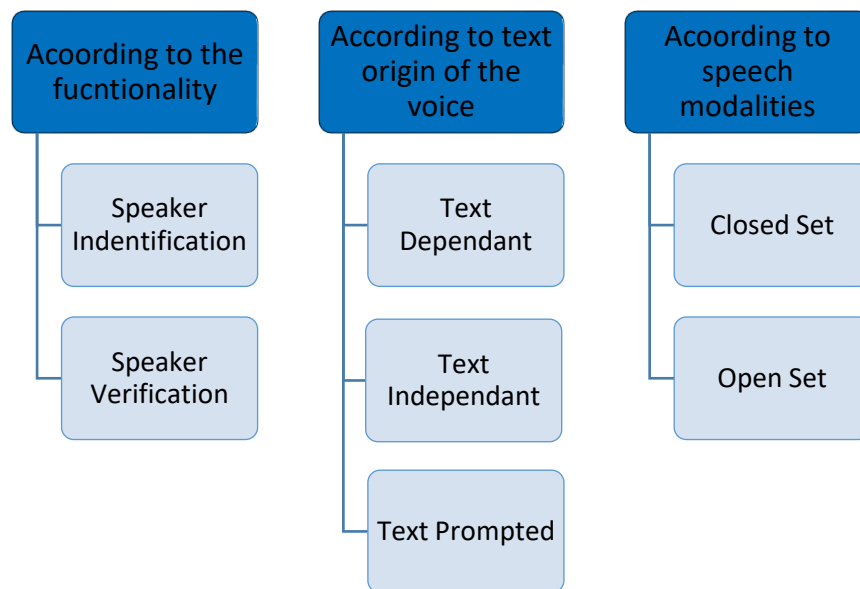 Acoording to the
fucntionality
Speaker
Indentification
Speaker
Verification
According to text
origin of the
voice
Text
Dependant
Text
Independant
Text Prompted
Acoording to
speech
modalities
Closed Set
Open Set